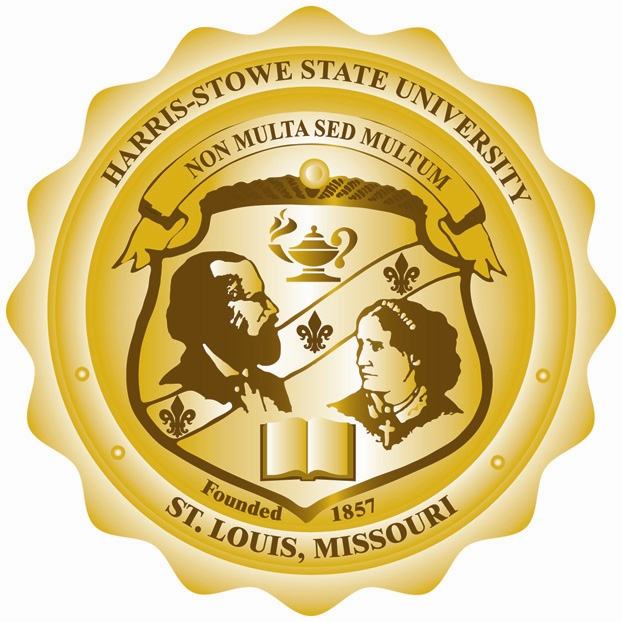 HARRIS-STOWE STATE UNIVERSITY
NON MULTA SED MULTUM
Founded 1857
ST. LOUIS, MISSOURI